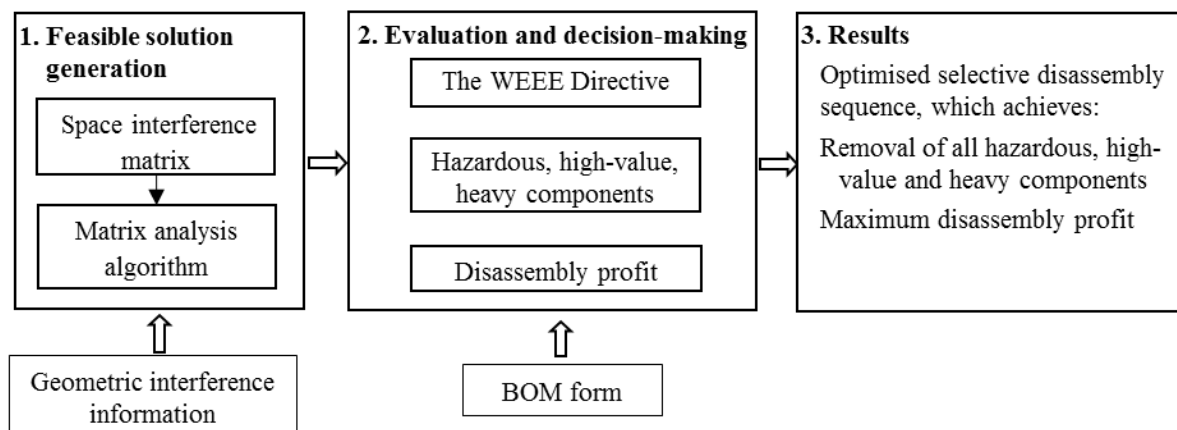 1. Feasible solution
generation
Space interference
matrix
Matrix analysis
algorithm
Geometric interference
information
2. Evaluation and decision-making
The WEEE Directive
Hazardous, high-value,
heavy components
Disassembly profit
BOM form
3. Results
Optimised selective disassembly
sequence, which achieves:
Removal of all hazardous, high-
value and heavy components
Maximum disassembly profit